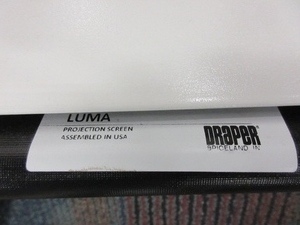 LUMA
PROJECTION SCREEN
ASSEMBLED IN USA
DRAPER
SPICELAND IN